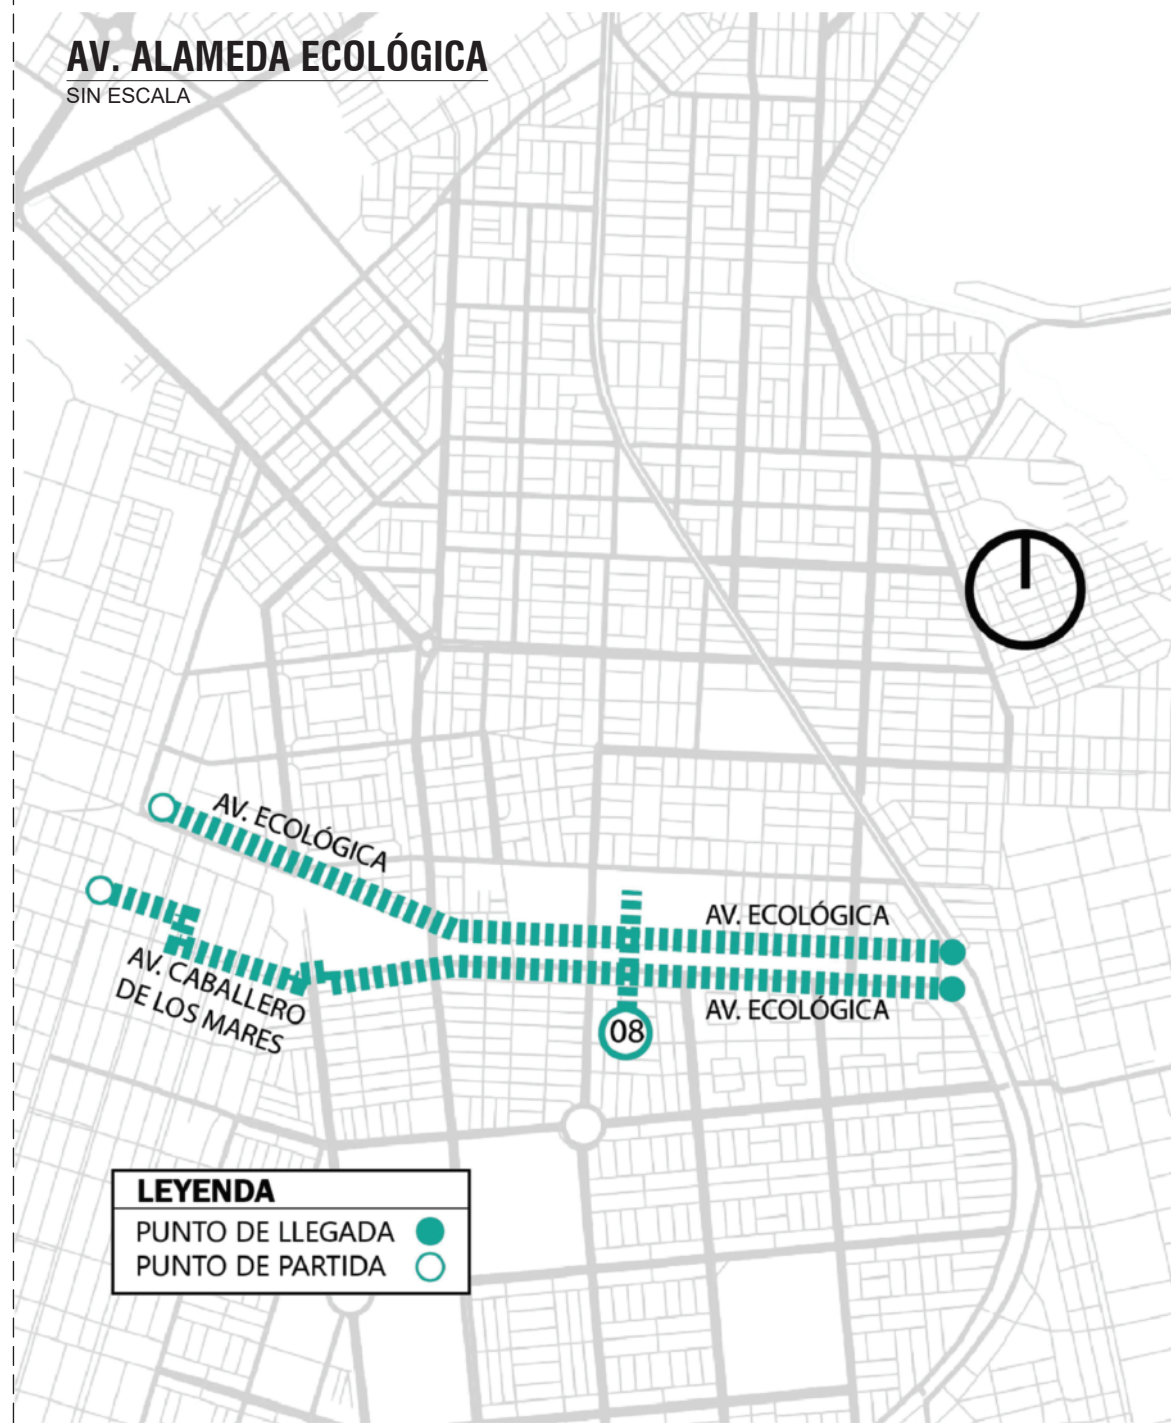 AV. ALAMEDA ECOLÓGICA
SIN ESCALA
AV. ECOLÓGICA
AV. ECOLÓGICA
AV. CABALLERO
DE LOS MARES
AV. ECOLÓGICA
08
LEYENDA
PUNTO DE LLEGADA
PUNTO DE PARTIDA